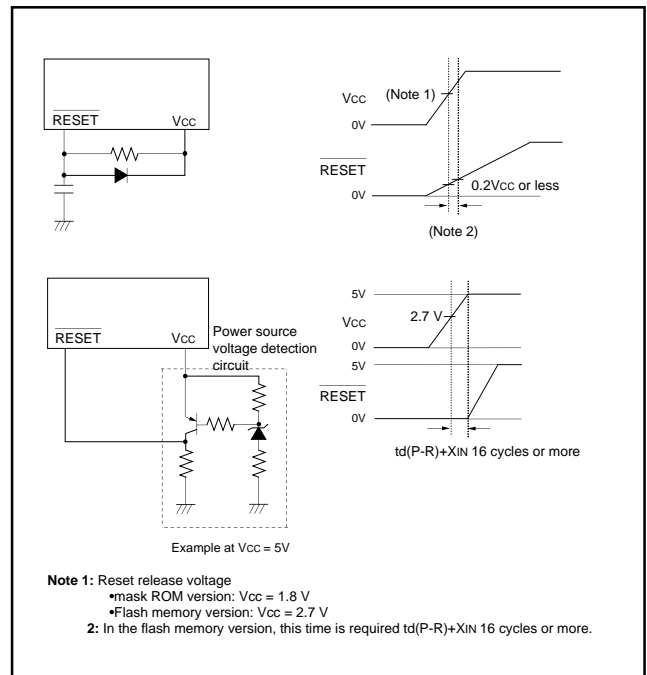 RESET
VCC
VCC
(Note 1)
0V
RESET
0V
0.2VCC or less
(Note 2)
RESET
VCC
Power source
voltage detection
circuit
Example at VCC = 5V
5V
VCC
2.7 V
0V
5V
RESET
0V
td(P-R)+XIN 16 cycles or more
Note 1: Reset release voltage
•mask ROM version: Vcc = 1.8 V
•Flash memory version: Vcc = 2.7 V
2: In the flash memory version, this time is required td(P-R)+XIN 16 cycles or more.